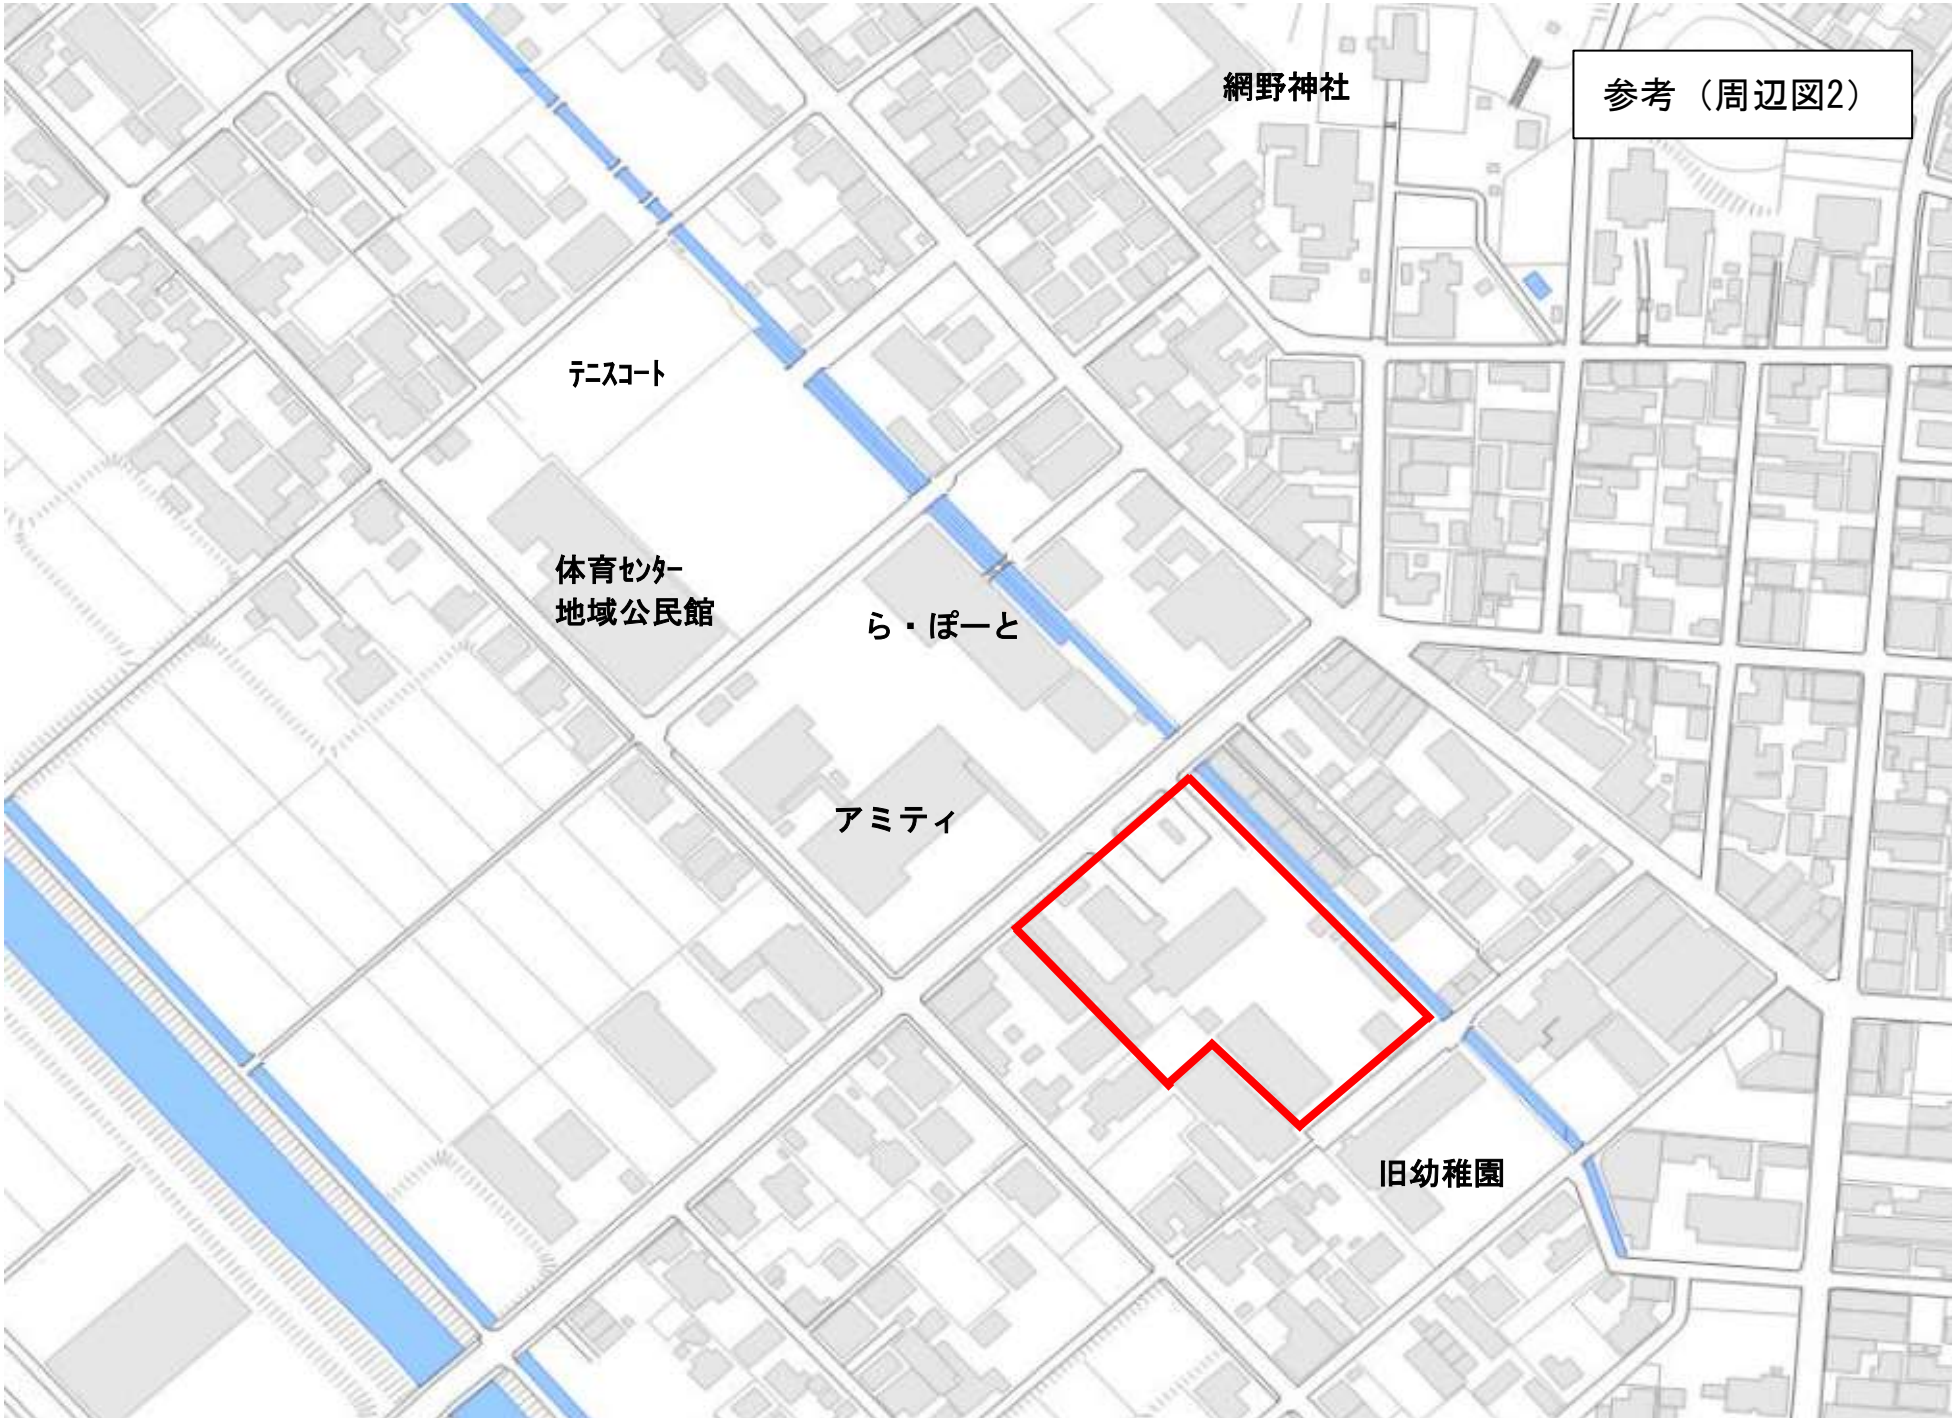 網野神社
参考（周辺図2）
ﾃﾆｽｺｰﾄ
体育ｾﾝﾀｰ
地域公民館
ら・ぽーと
アミティ
旧幼稚園